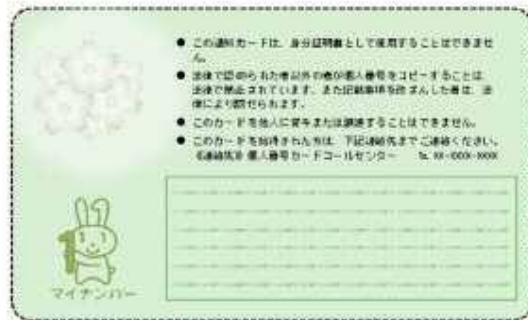 ● この通知カードは、身分証明書として使用することはできませ
ん。
● 法律で認められた者以外の者が個人番号をコピーすることは
法律で禁止されています。また記載事項を改ざんした者は、法
律により罰せられます。
● このカードを他人に貸与または譲渡することはできません。
● このカードを拾得された方は、下記連絡先までご連絡ください。
《連絡先》個人番号カードコールセンター ℡ XX-XXXX-XXXX
1
マイナンバー